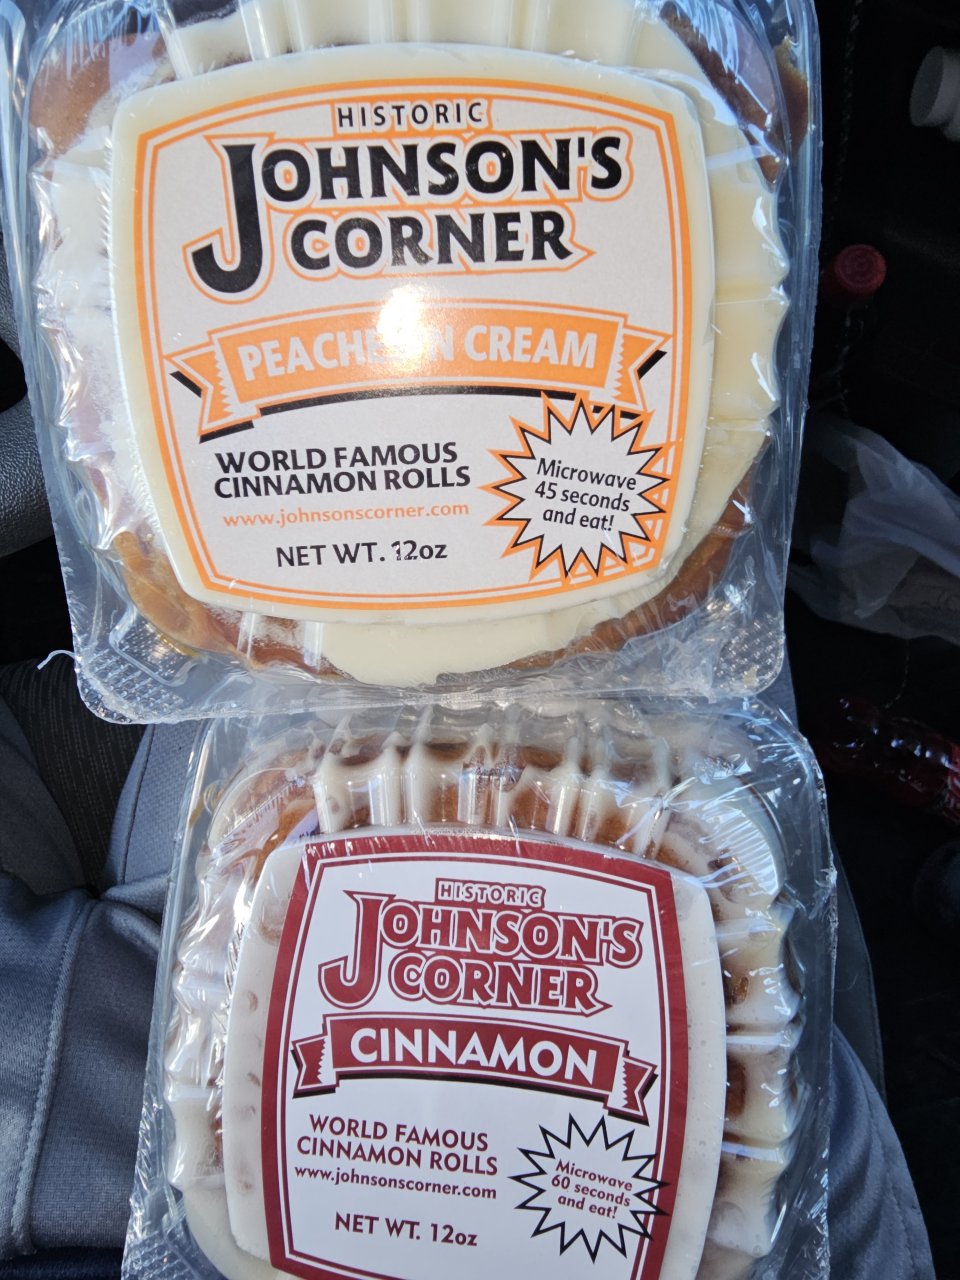 HISTORIC
JOHNSON'S
CORNER
CREAM
WORLD FAMOUS
CINNAMON ROLLS
www.johnsonscorner.com
NET WT. 12oz
Microwave
45 seconds
and eat!
HISTORIC
JOHNSON'S
CORNER
CINNAMON
WORLD FAMOUS
CINNAMON ROLLS
www.johnsonscorner.com
NET WT. 12oz
Microwave
60 seconds
and eat!